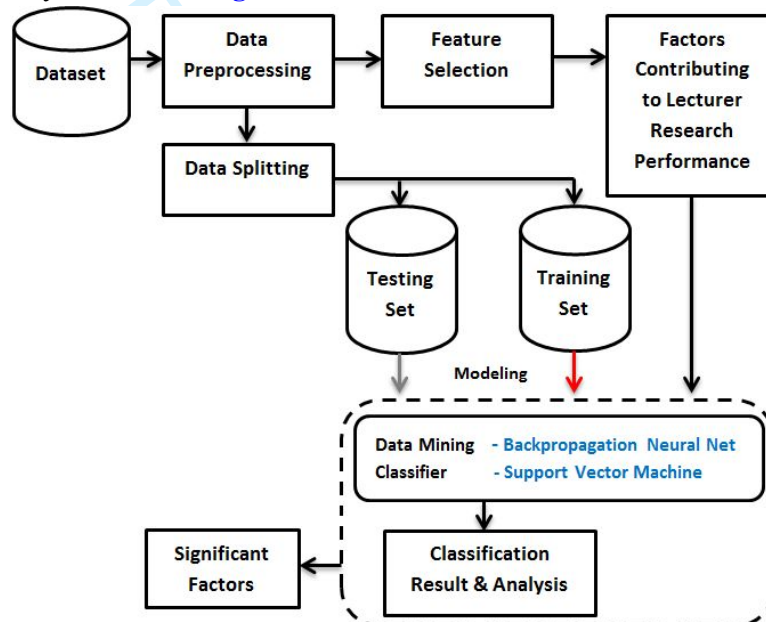 Dataset
Data
Preprocessing
Feature
Selection
Factors
Contributing
to Lecturer
Research
Performance
Data Splitting
Testing
Set
Training
Set
Modeling
Data Mining - Backpropagation Neural Net
Classifier - Support Vector Machine
Significant
Factors
Classification
Result & Analysis